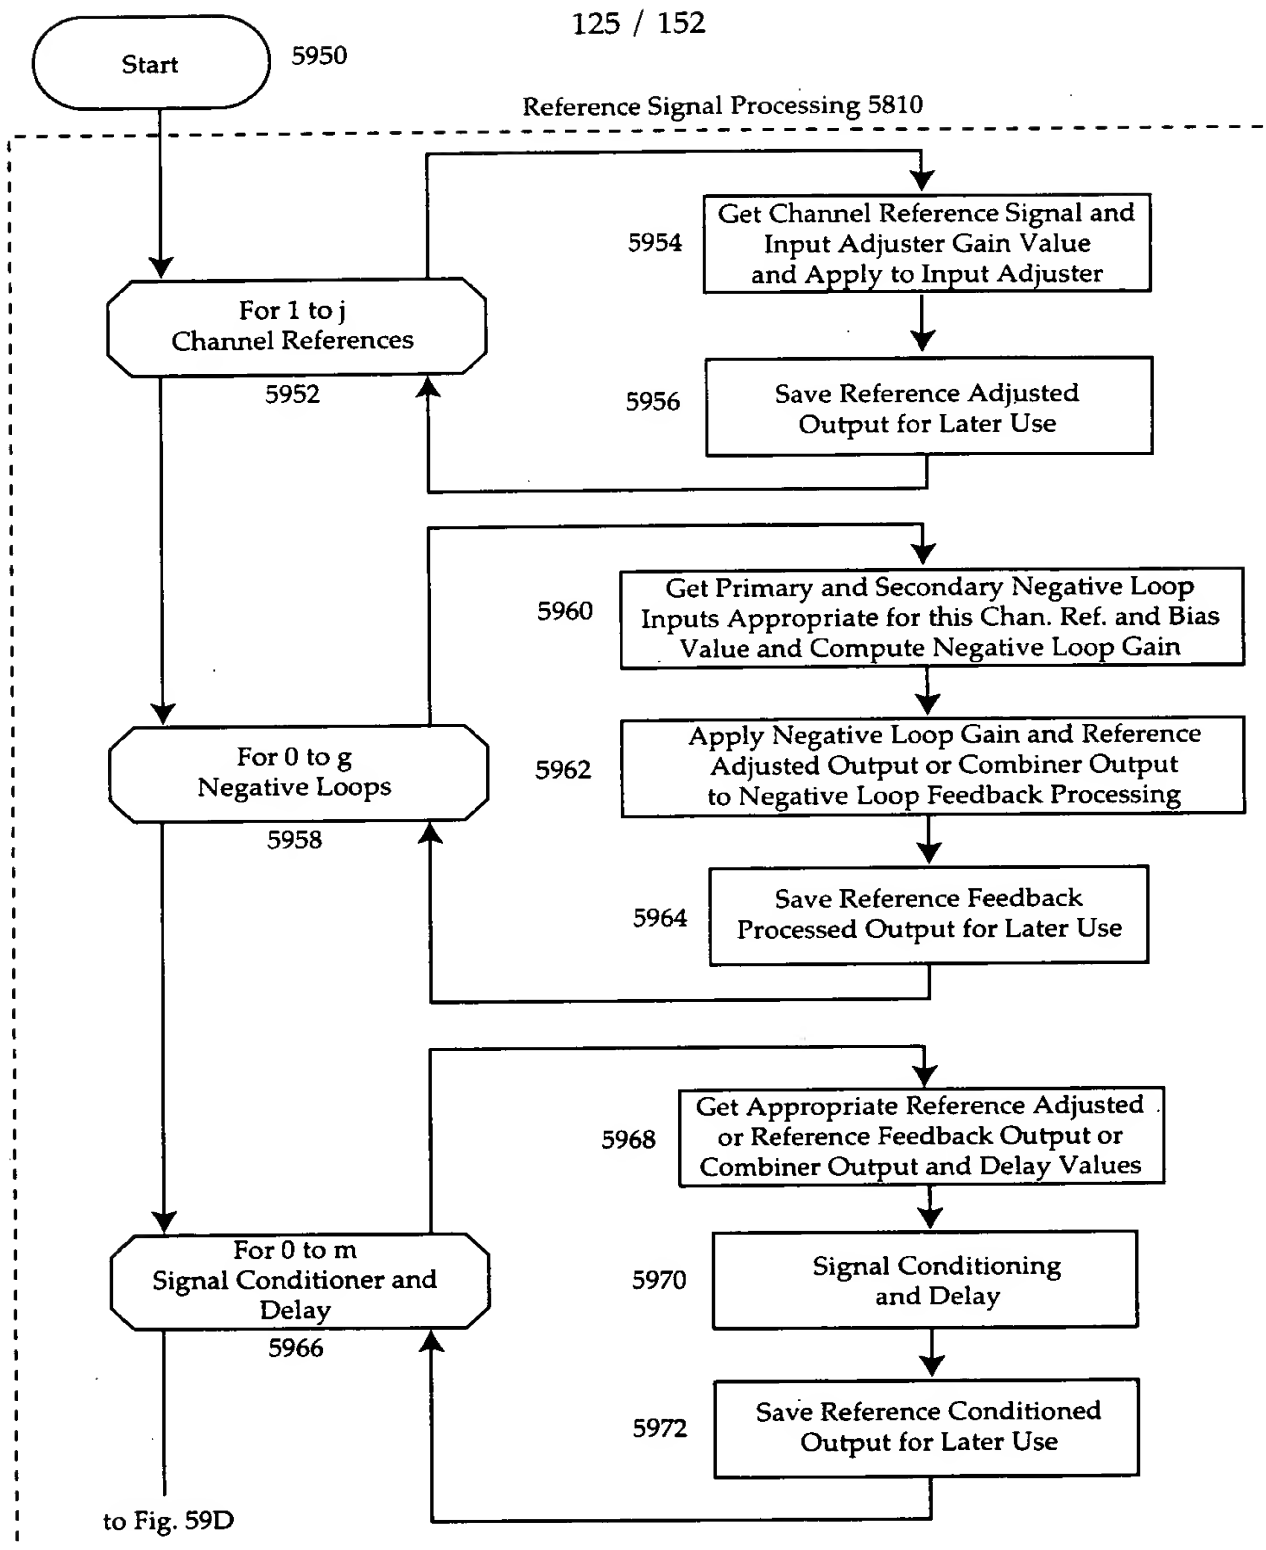 125 / 152
Start
5950
Reference Signal Processing 5810
Get Channel Reference Signal and
Input Adjuster Gain Value
and Apply to Input Adjuster
5954
For 1 to j
Channel References
5952
Save Reference Adjusted
Output for Later Use
5956
Get Primary and Secondary Negative Loop
Inputs Appropriate for this Chan. Ref. and Bias
Value and Compute Negative Loop Gain
5960
For 0 to g
Negative Loops
5958
Apply Negative Loop Gain and Reference
Adjusted Output or Combiner Output
to Negative Loop Feedback Processing
5962
Save Reference Feedback
Processed Output for Later Use
5964
Get Appropriate Reference Adjusted
or Reference Feedback Output or
Combiner Output and Delay Values
5968
For 0 to m
Signal Conditioner and
Delay
5966
Signal Conditioning
and Delay
5970
Save Reference Conditioned
Output for Later Use
5972
to Fig. 59D